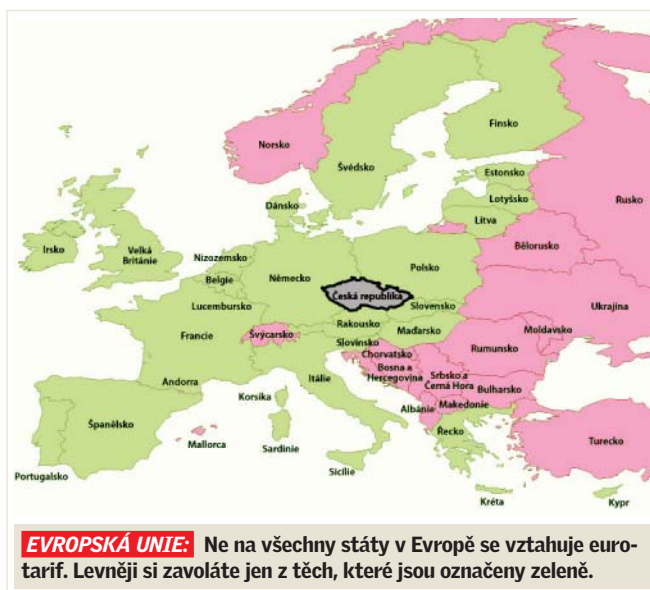 Norsko
Finsko
Švédsko
Estonsko
Rusko
Lotyšsko
Dánsko
Litva
Irsko
Velká
Británie
Bělorusko
Nizozemsko
Polsko
Belgie
Německo
Česká republika
Ukrajina
Lucembursko
Slovensko
Rakousko
Moldavsko
Francie
Švýcarsko
Maďarsko
Slovinsko
Rumunsko
Chorvatsko
Bosna a
Hercegovina
Srbsko a
Černá Hora
Andorra
Itálie
Bulharsko
Korsika
Makedonie
Albánie
Španělsko
Řecko
Turecko
Mallorca
Sardinie
Sicílie
Portugalsko
Kréta
Kypr
EVROPSKÁ UNIE: Ne na všechny státy v Evropě se vztahuje euro-
tarif. Levněji si zavoláte jen z těch, které jsou označeny zeleně.